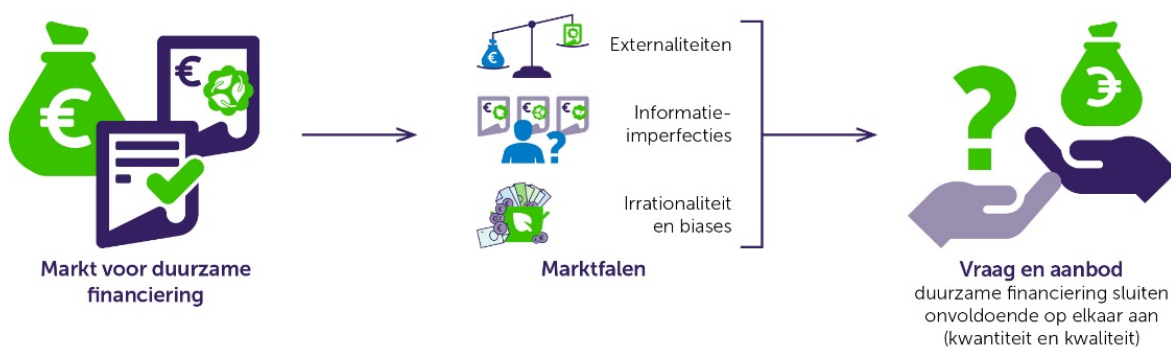 Markt voor duurzame
financiering
€
€
€
Externaliteiten
€ € €
Informatie-
imperfecties
?
Irrationaliteit
en biases
Marktfalen
?
€
Vraag en aanbod
duurzame financiering sluiten
onvoldoende op elkaar aan
(kwantiteit en kwaliteit)